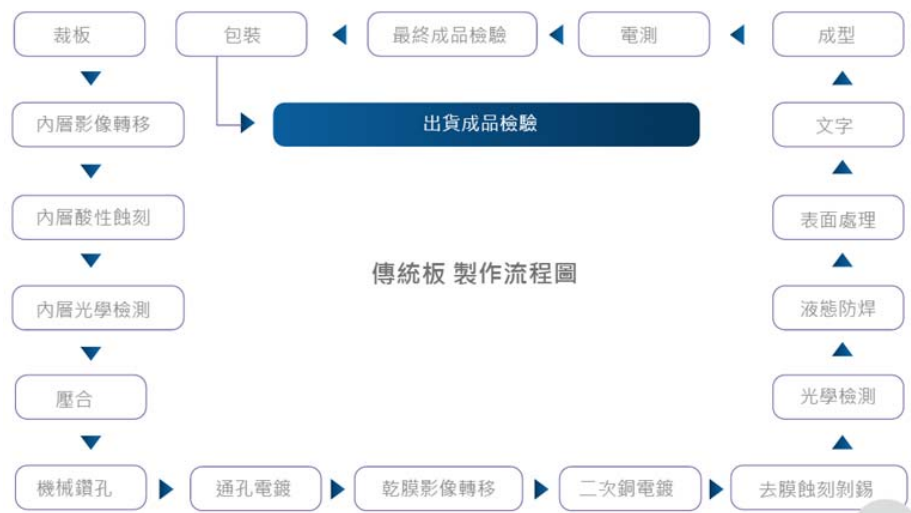 裁板
包裝
最終成品檢驗
電測
成型
內層影像轉移
出貨成品檢驗
文字
內層酸性蝕刻
表面處理
傳統板 製作流程圖
內層光學檢測
液態防焊
壓合
光學檢測
機械鑽孔
通孔電鍍
乾膜影像轉移
二次銅電鍍
去膜蝕刻剝錫